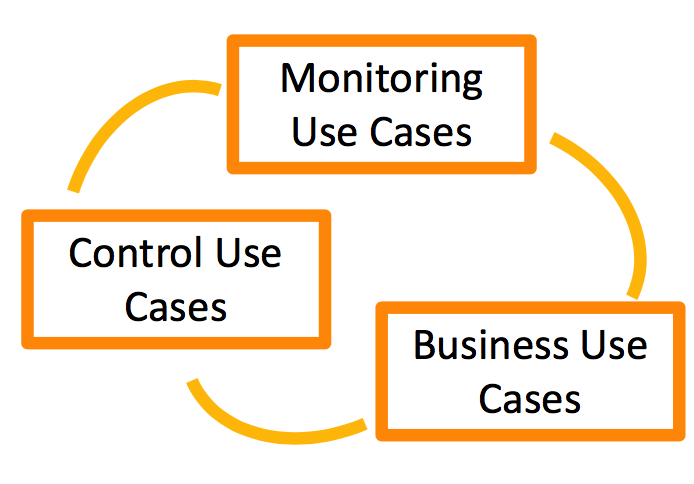 Monitoring
Use Cases
Control Use
Cases
Business Use
Cases